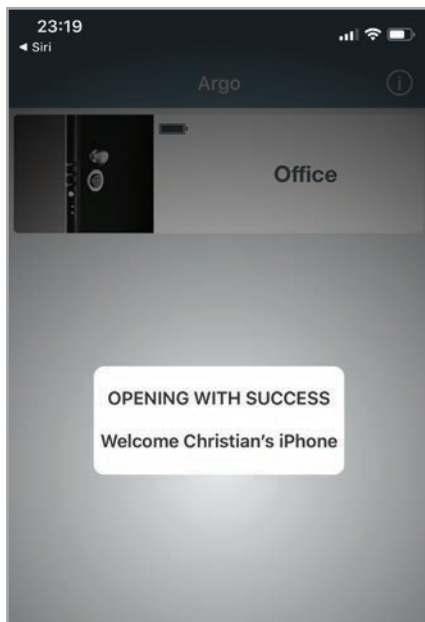 23:19
◀ Siri
Argo
Office
OPENING WITH SUCCESS
Welcome Christian's iPhone